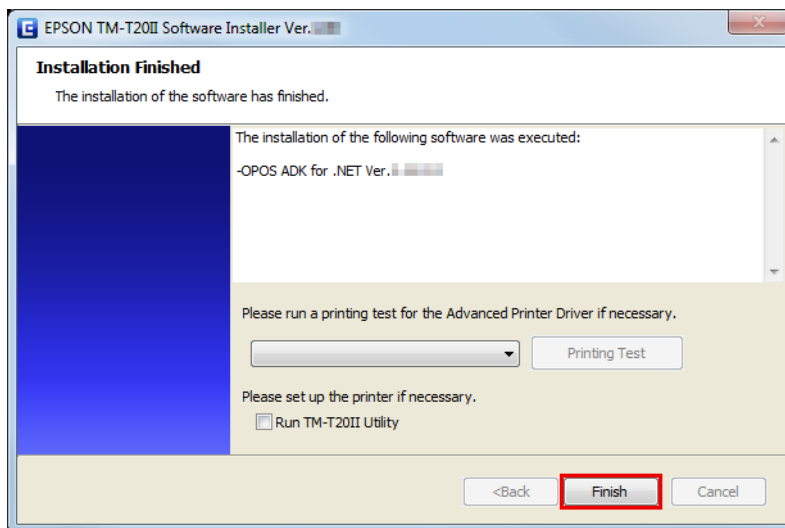 EPSON TM-T20II Software Installer Ver.
Installation Finished
The installation of the software has finished.
The installation of the following software was executed:
-OPOS ADK for .NET Ver.
Please run a printing test for the Advanced Printer Driver if necessary.
Printing Test
Please set up the printer if necessary.
Run TM-T20II Utility
<Back
Finish
Cancel